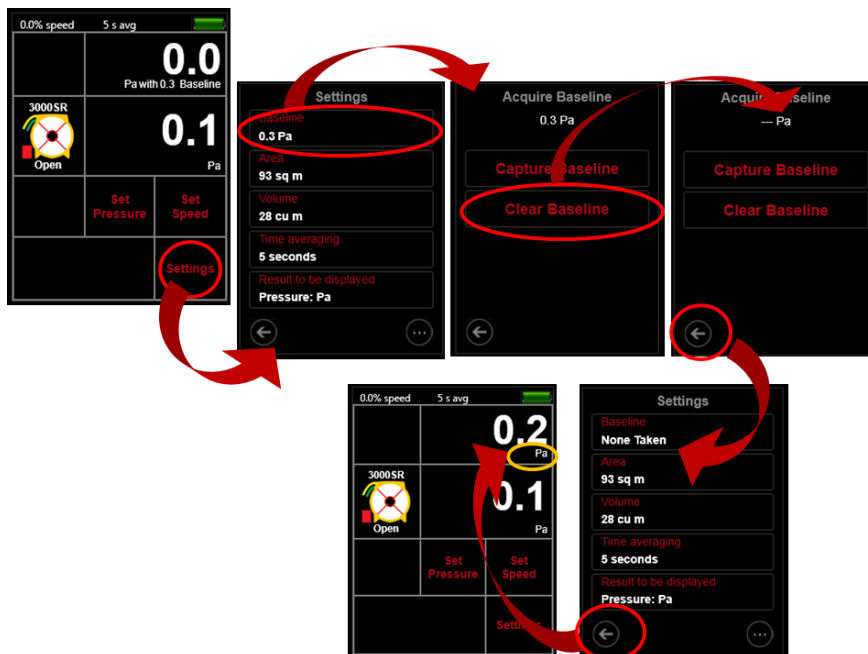 0.0% speed 5 s avg
0.0
Pa with 0.3 Baseline
3000SR
Open
0.1
Pa
Set Pressure
Set Speed
Settings
Settings
Baseline
0.3 Pa
Area
93 sq m
Volume
28 cu m
Time averaging
5 seconds
Result to be displayed
Pressure: Pa
Acquire Baseline
0.3 Pa
Capture Baseline
Clear Baseline
Acquire Baseline
--- Pa
Capture Baseline
Clear Baseline
Settings
Baseline
None Taken
Area
93 sq m
Volume
28 cu m
Time averaging
5 seconds
Result to be displayed
Pressure: Pa
0.0% speed 5 s avg
0.2
Pa
3000SR
Open
0.1
Pa
Set Pressure
Set Speed
Settings